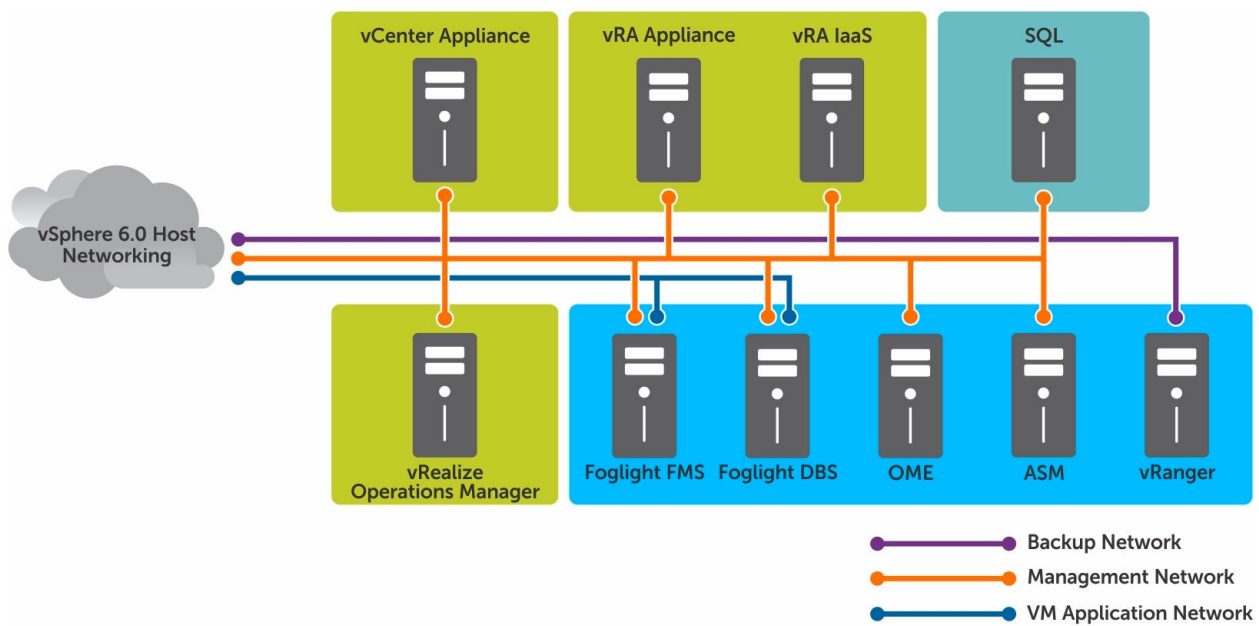 vCenter Appliance
vRA Appliance
vRA IaaS
SQL
vSphere 6.0 Host
Networking
vRealize
Operations Manager
Foglight FMS
Foglight DBS
OME
ASM
vRanger
Backup Network
Management Network
VM Application Network